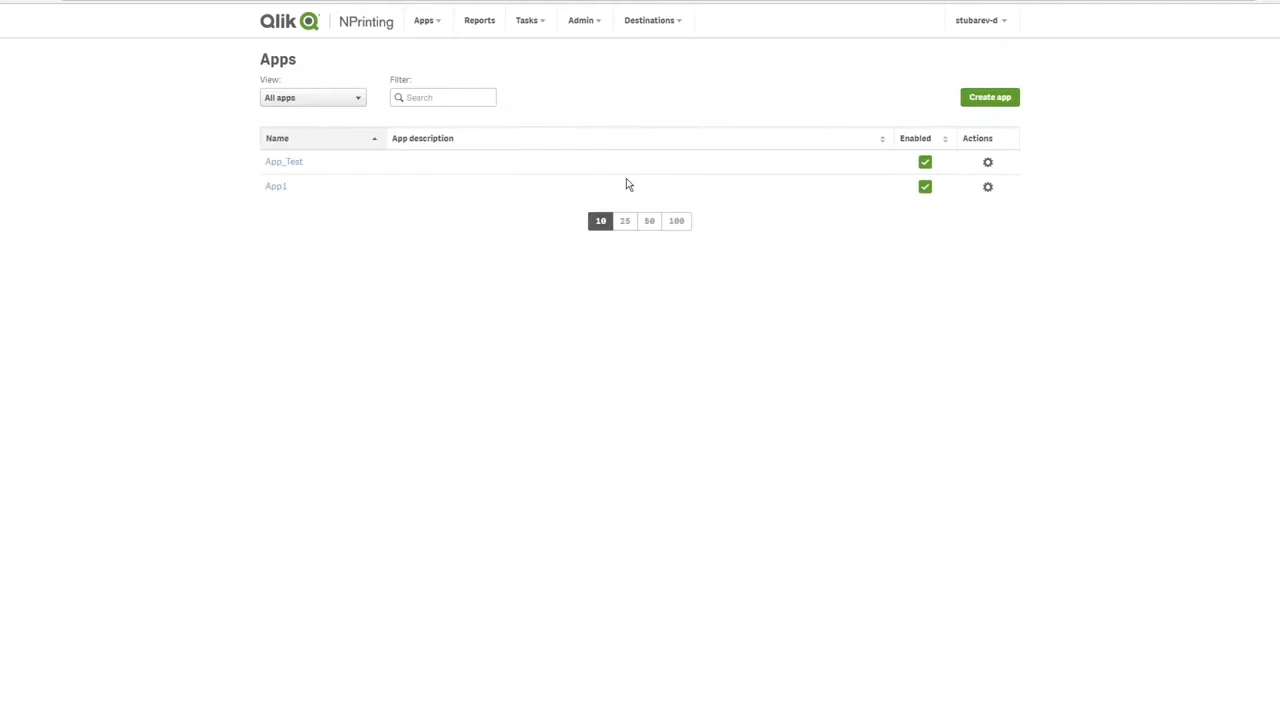 Qlik NPrinting Apps Reports Tasks Admin Destinations stubarev-d
Apps
View: Filter:
All apps Search Create app
Name App description Enabled Actions
App_Test
App1
10 25 50 100